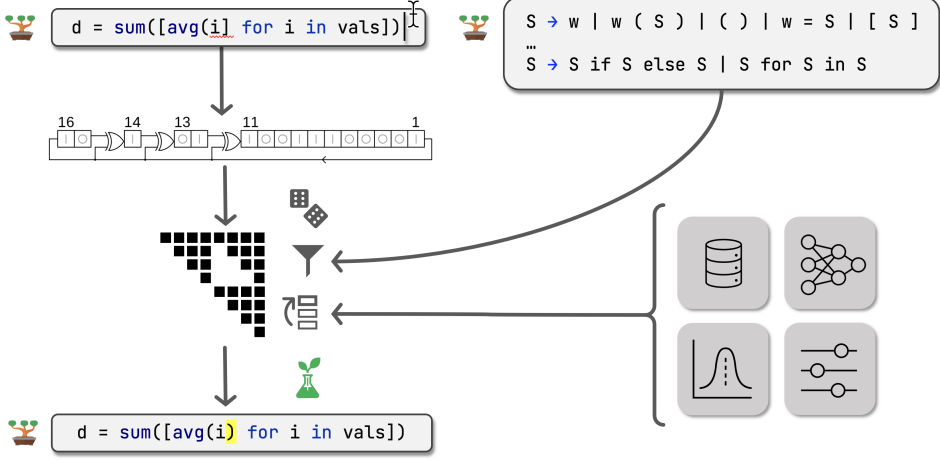 d = sum([avg(i] for i in vals])
S → w | w ( S ) | ( ) | w = S | [ S ]
…
S → S if S else S | S for S in S
16 14 13 11 1
d = sum([avg(i) for i in vals])